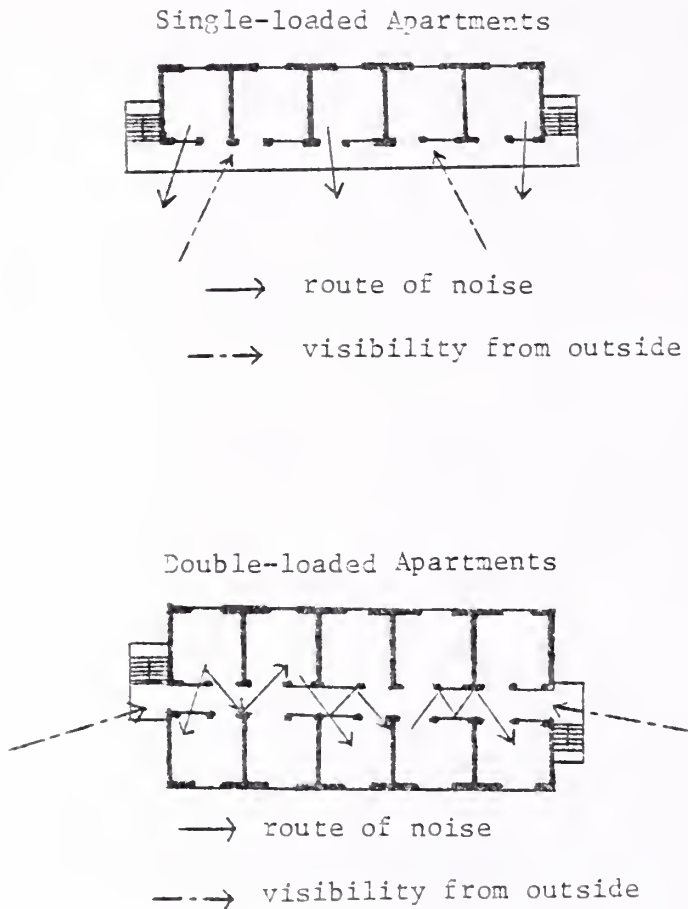 Single-loaded Apartments
route of noise
visibility from outside
Double-loaded Apartments
route of noise
visibility from outside